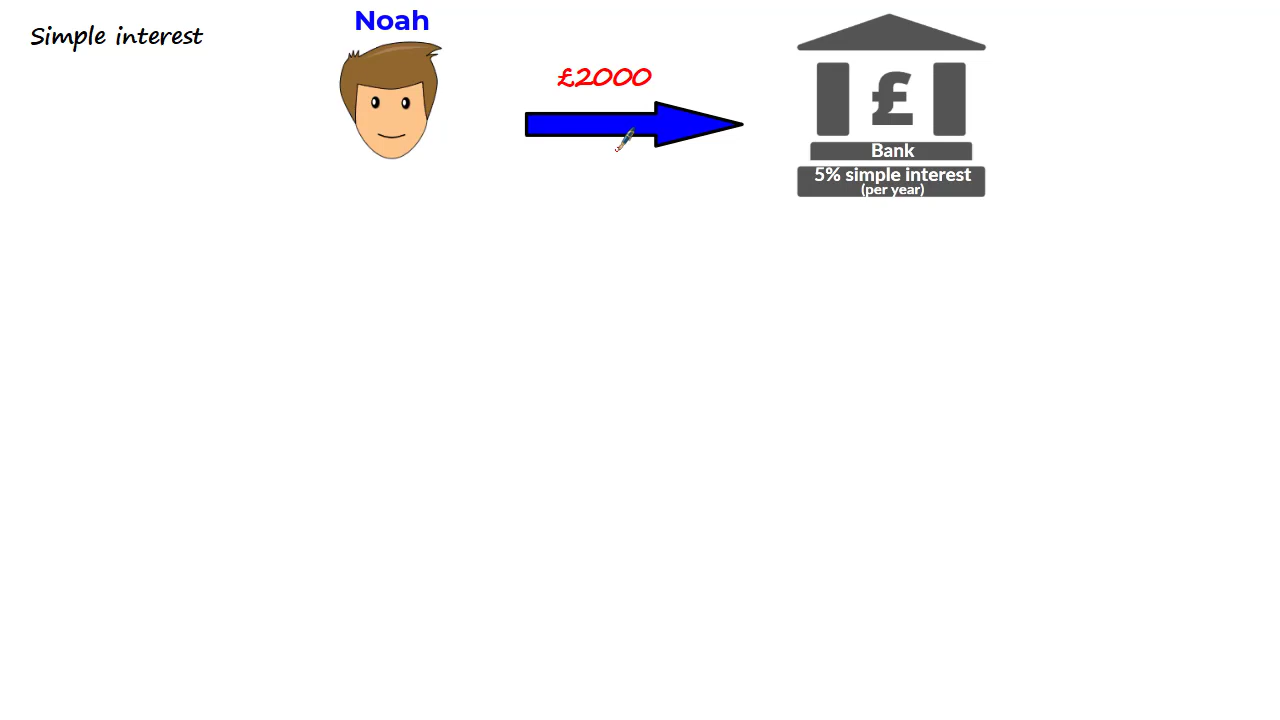 Simple interest
Noah
£2000
£
Bank
5% simple interest
(per year)